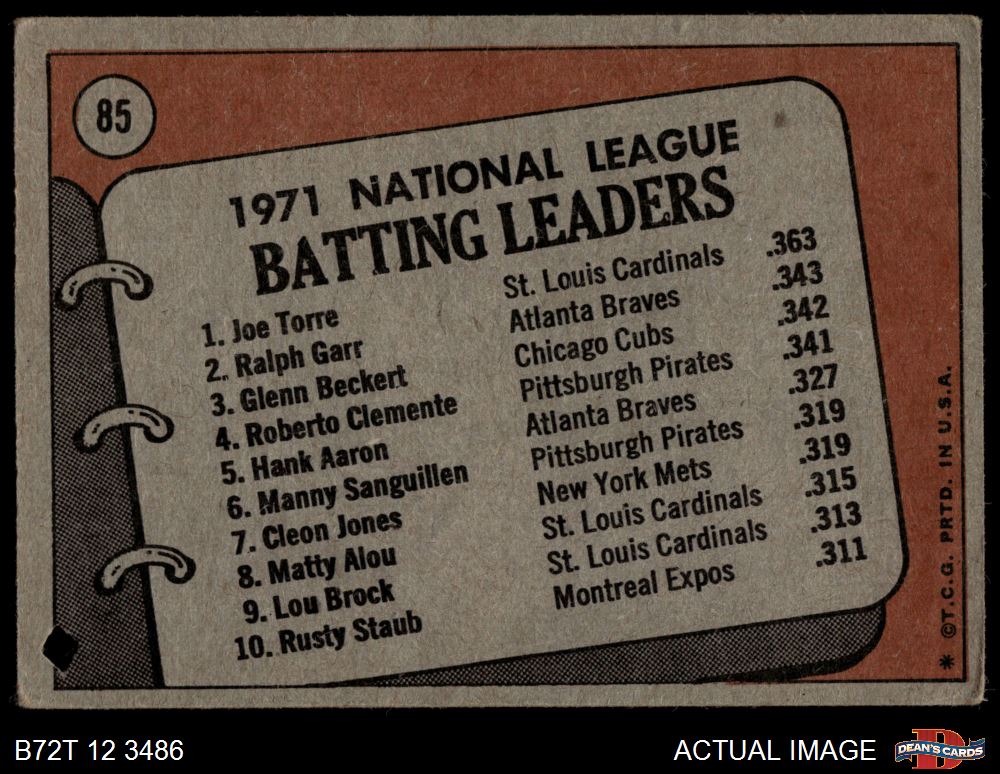 85
1971 NATIONAL LEAGUE
BATTING LEADERS
1. Joe Torre St. Louis Cardinals .363
2. Ralph Garr Atlanta Braves .343
3. Glenn Beckert Chicago Cubs .342
4. Roberto Clemente Pittsburgh Pirates .341
5. Hank Aaron Atlanta Braves .327
6. Manny Sanguillen Pittsburgh Pirates .319
7. Cleon Jones New York Mets .319
8. Matty Alou St. Louis Cardinals .315
9. Lou Brock St. Louis Cardinals .313
10. Rusty Staub Montreal Expos .311
* ©T.C.G. PRTD. IN U.S.A.
B72T 12 3486
ACTUAL IMAGE
DEAN'S CARDS